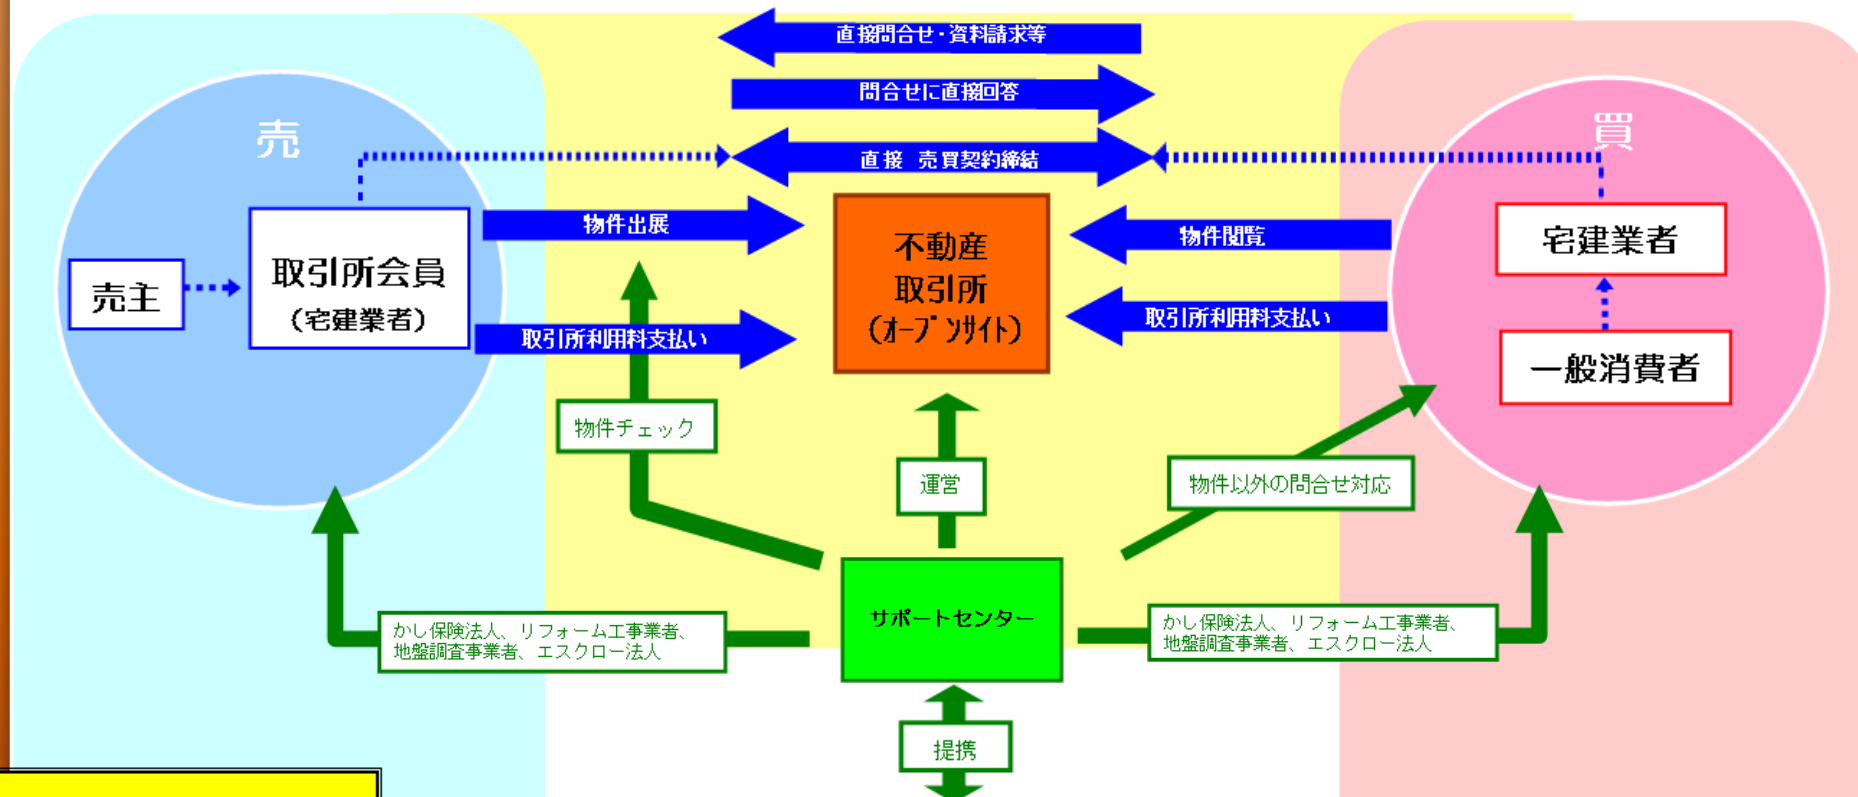 直接問合せ・資料請求等
問合せに直接回答
直接 売買契約締結
売
買
物件出展
物件閲覧
売主
取引所会員
(宅建業者)
不動産
取引所
(ｵｰﾌﾟﾝｻｲﾄ)
宅建業者
取引所利用料支払い
取引所利用料支払い
一般消費者
物件チェック
運営
物件以外の問合せ対応
サポートセンター
かし保険法人、リフォーム工事業者、
地盤調査事業者、エスクロー法人
かし保険法人、リフォーム工事業者、
地盤調査事業者、エスクロー法人
提携